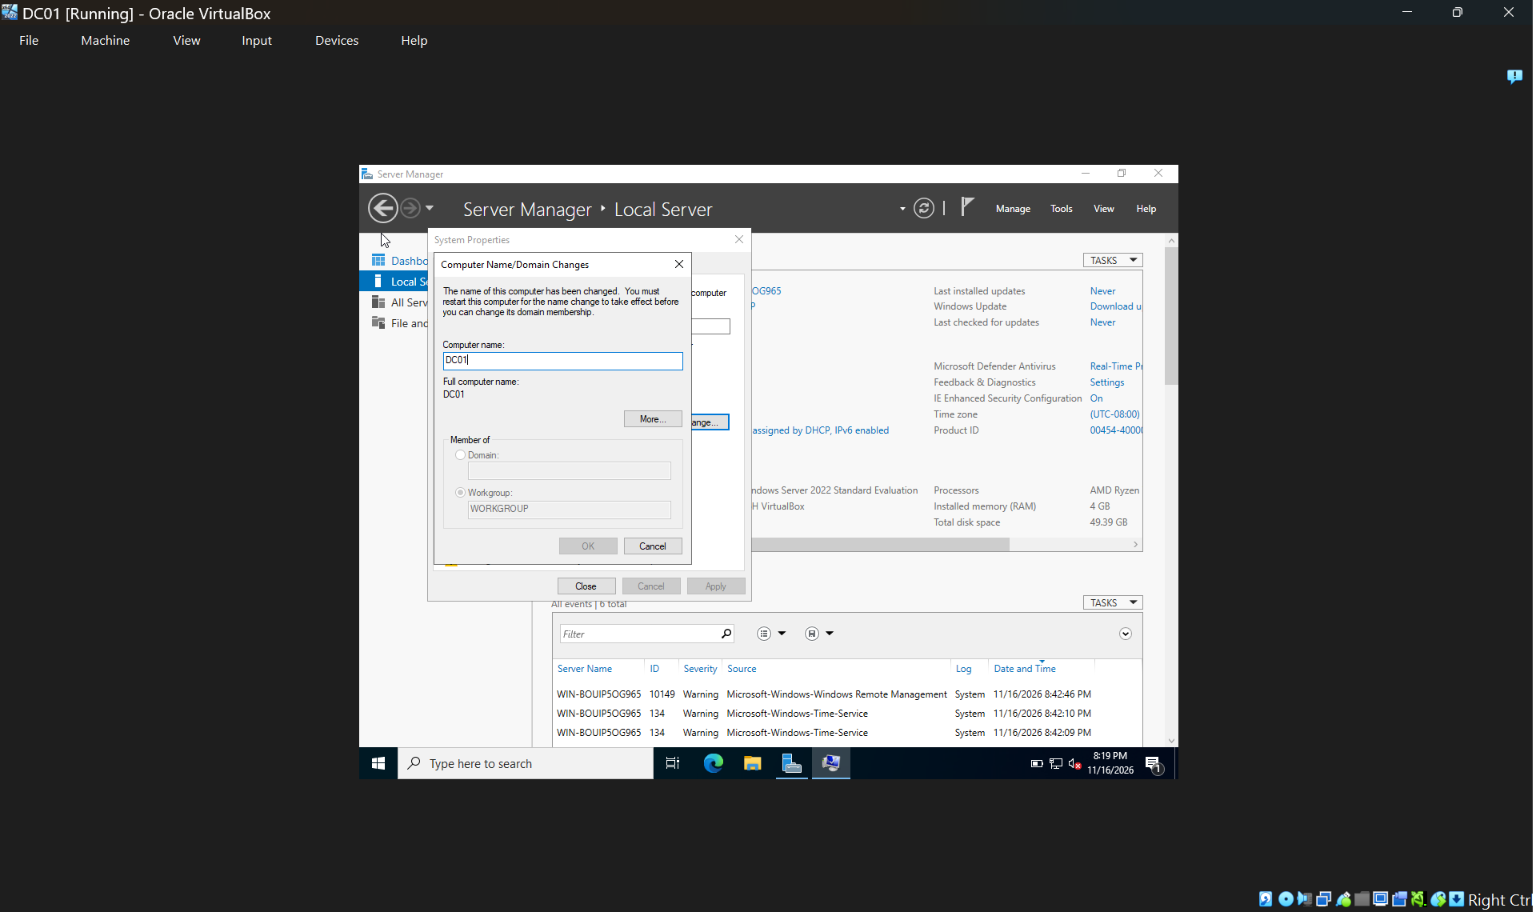 DC01 [Running] - Oracle VirtualBox
File Machine View Input Devices Help
Server Manager
Server Manager ‣ Local Server
Manage Tools View Help
Dashbo
Local Se
All Serv
File and
System Properties
Computer Name/Domain Changes
The name of this computer has been changed. You must
restart this computer for the name change to take effect before
you can change its domain membership.
Computer name:
DC01
Full computer name:
DC01
More...
Member of
Domain:
Workgroup:
WORKGROUP
OK Cancel
computer
ange...
Close Cancel Apply
TASKS
OG965
assigned by DHCP, IPv6 enabled
ndows Server 2022 Standard Evaluation
H VirtualBox
Last installed updates Never
Windows Update Download u
Last checked for updates Never
Microsoft Defender Antivirus Real-Time Pr
Feedback & Diagnostics Settings
IE Enhanced Security Configuration On
Time zone (UTC-08:00)
Product ID 00454-4000
Processors AMD Ryzen
Installed memory (RAM) 4 GB
Total disk space 49.39 GB
All events | 6 total
TASKS
Filter
Server Name ID Severity Source Log Date and Time
WIN-BOUIP5OG965 10149 Warning Microsoft-Windows-Windows Remote Management System 11/16/2026 8:42:46 PM
WIN-BOUIP5OG965 134 Warning Microsoft-Windows-Time-Service System 11/16/2026 8:42:10 PM
WIN-BOUIP5OG965 134 Warning Microsoft-Windows-Time-Service System 11/16/2026 8:42:09 PM
Type here to search
8:19 PM
11/16/2026
1
Right Ctrl